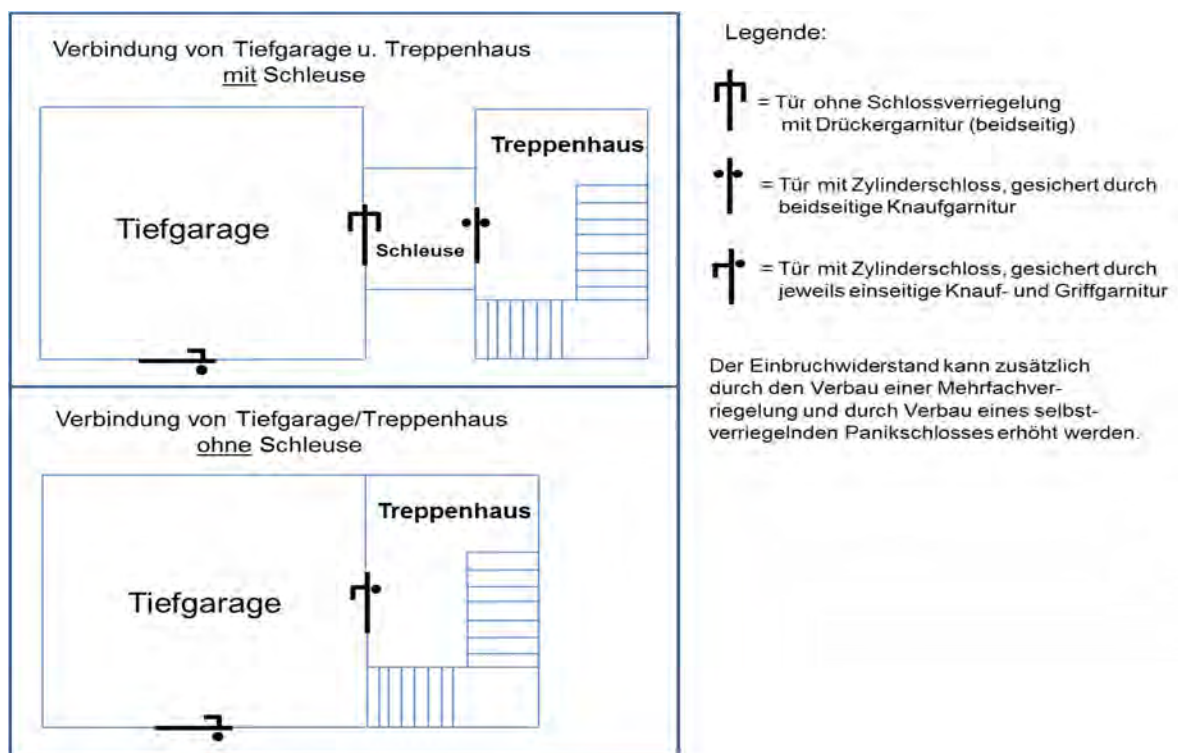 Verbindung von Tiefgarage u. Treppenhaus
mit Schleuse
Treppenhaus
Tiefgarage
Schleuse
Verbindung von Tiefgarage/Treppenhaus
ohne Schleuse
Treppenhaus
Tiefgarage
Legende:
= Tür ohne Schlossverriegelung
mit Drückergarnitur (beidseitig)
= Tür mit Zylinderschloss, gesichert durch
beidseitige Knaufgarnitur
= Tür mit Zylinderschloss, gesichert durch
jeweils einseitige Knauf- und Griffgarnitur
Der Einbruchwiderstand kann zusätzlich
durch den Verbau einer Mehrfachver-
riegelung und durch Verbau eines selbst-
verriegelnden Panikschlosses erhöht werden.